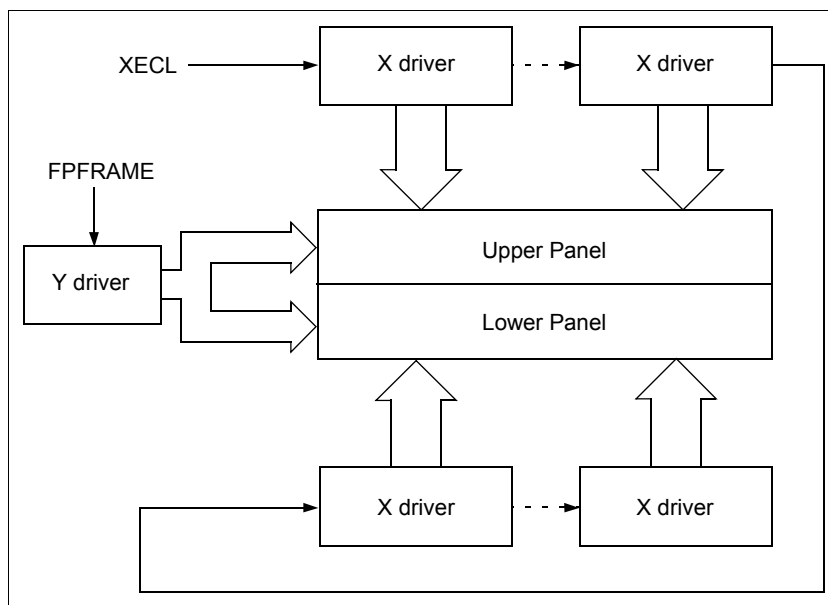 XECL
X driver
X driver
FPFRAME
Y driver
Upper Panel
Lower Panel
X driver
X driver